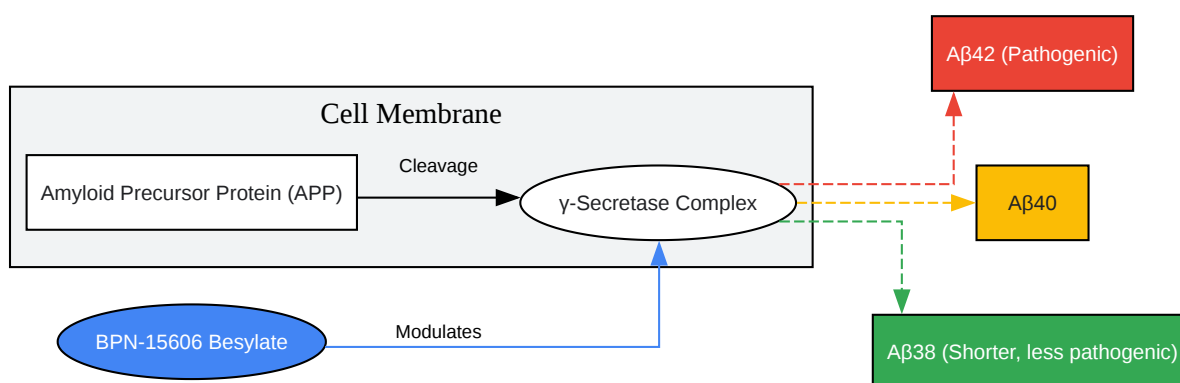 Aβ42 (Pathogenic)
Cell Membrane
Amyloid Precursor Protein (APP)
Cleavage
γ-Secretase Complex
Aβ40
BPN-15606 Besylate
Modulates
Aβ38 (Shorter, less pathogenic)